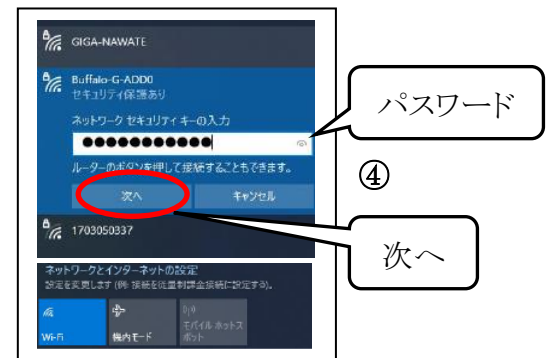 GIGA-NAWATE
Buffalo-G-ADD0
セキュリティ保護あり
ネットワーク セキュリティ キーの入力
●●●●●●●●●●●
ルーターのボタンを押して接続することもできます。
次へ
キャンセル
1703050337
ネットワークとインターネットの設定
設定を変更します (例: 接続を従量制課金接続に設定する)。
Wi-Fi
機内モード
モバイル ホットス
ポット
パスワード
④
次へ